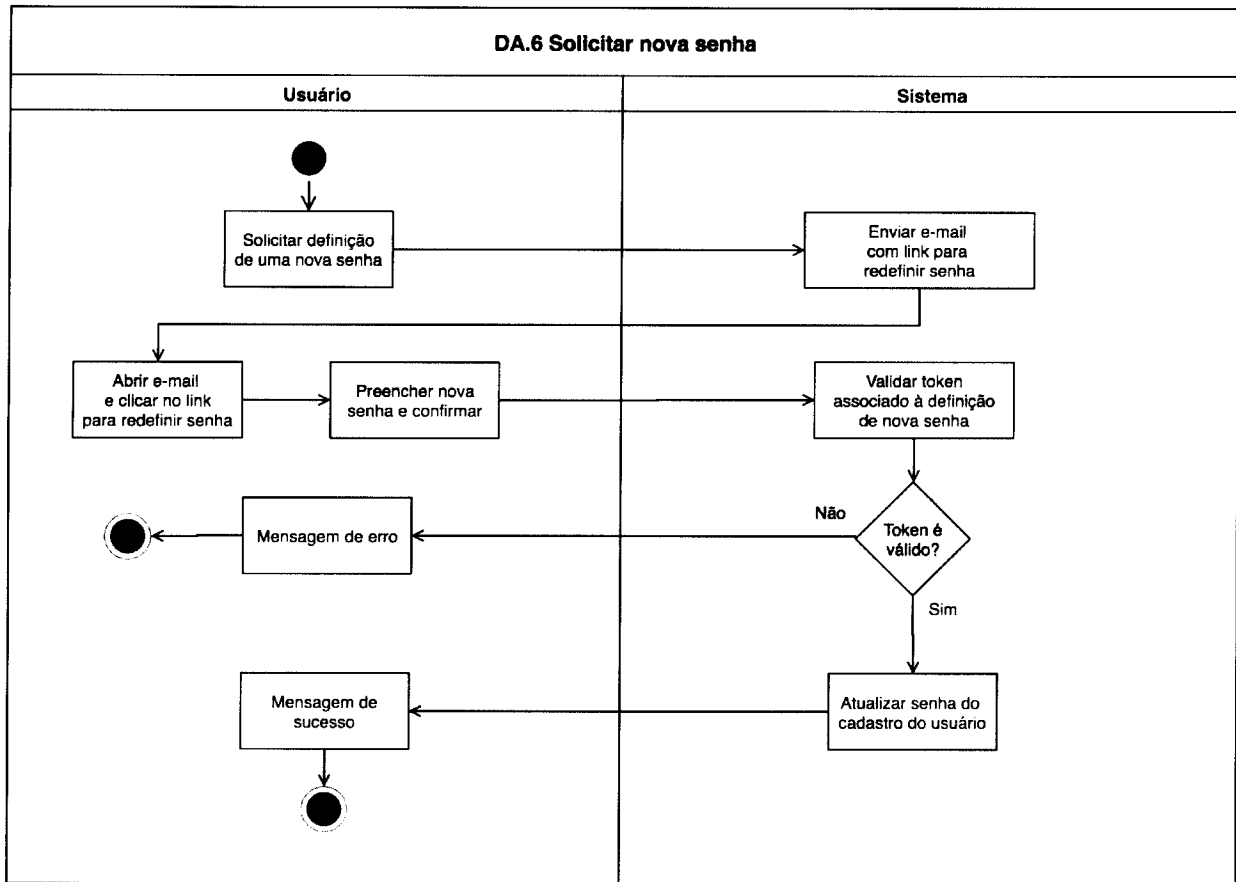 DA.6 Solicitar nova senha
Usuário
Sistema
Solicitar definição
de uma nova senha
Enviar e-mail
com link para
redefinir senha
Abrir e-mail
e clicar no link
para redefinir senha
Preencher nova
senha e confirmar
Validar token
associado à definição
de nova senha
Não
Token é
válido?
Mensagem de erro
Sim
Mensagem de
sucesso
Atualizar senha do
cadastro do usuário